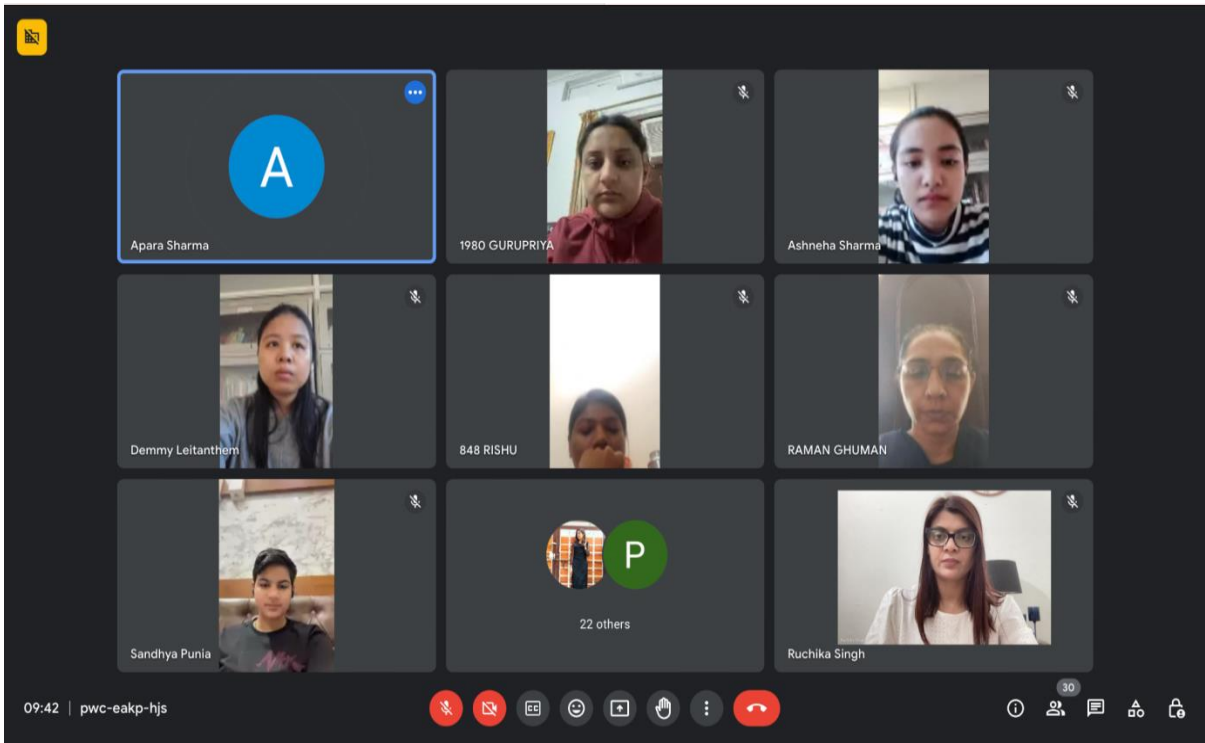 A
Apara Sharma
1980 GURUPRIYA
Ashneha Sharma
Demmy Leitanthem
848 RISHU
RAMAN GHUMAN
Sandhya Punia
P
22 others
Ruchika Singh
09:42 | pwc-eakp-hjs
CC
30